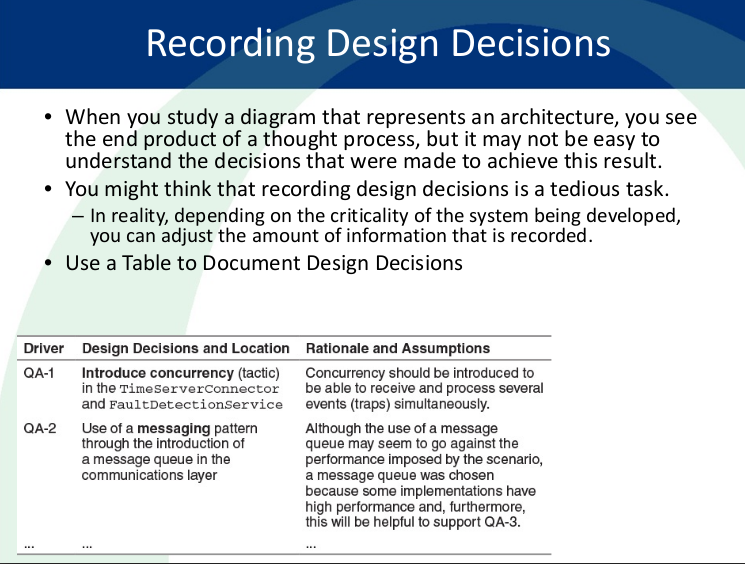 Recording Design Decisions
• When you study a diagram that represents an architecture, you see
the end product of a thought process, but it may not be easy to
understand the decisions that were made to achieve this result.
• You might think that recording design decisions is a tedious task.
– In reality, depending on the criticality of the system being developed,
you can adjust the amount of information that is recorded.
• Use a Table to Document Design Decisions
Driver Design Decisions and Location Rationale and Assumptions
QA-1 Introduce concurrency (tactic) Concurrency should be introduced to
in the TimeServerConnector be able to receive and process several
and FaultDetectionService events (traps) simultaneously.
QA-2 Use of a messaging pattern Although the use of a message
through the introduction of queue may seem to go against the
a message queue in the performance imposed by the scenario,
communications layer a message queue was chosen
because some implementations have
high performance and, furthermore,
this will be helpful to support QA-3.
... ... ...